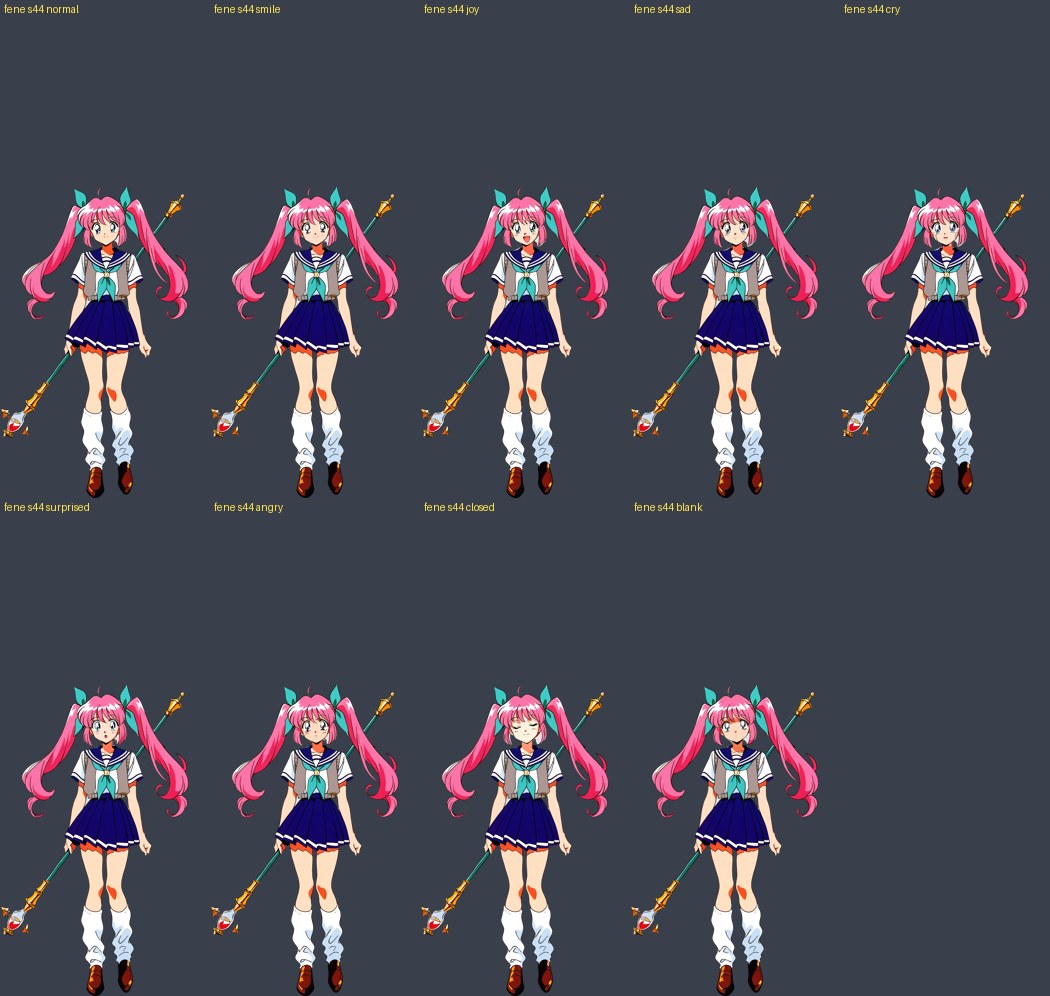 fene s44 normal
fene s44 smile
fene s44 joy
fene s44 sad
fene s44 cry
fene s44 surprised
fene s44 angry
fene s44 closed
fene s44 blank